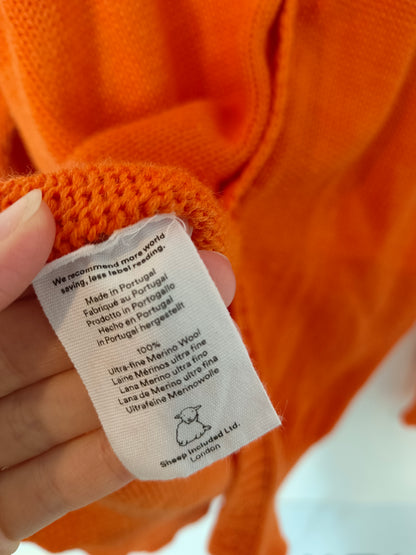 We recommend more world
saving, less label reading.
Made in Portugal
Fabriqué au Portugal
Prodotto in Portogallo
Hecho en Portugal
in Portugal hergestellt
100%
Ultra-fine Merino Wool
Laine Mérinos ultra fine
Lana Merino ultra fino
Lana de Merino ultra fine
Ultrafeine Merinowolle
Sheep Included Ltd.
London